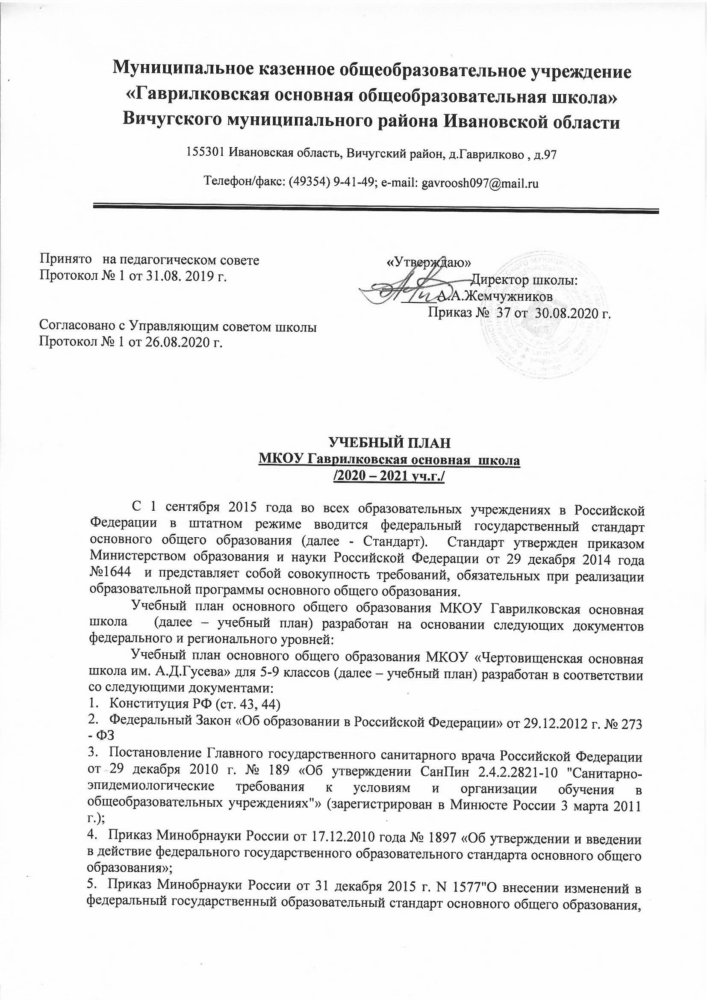 Муниципальное казенное общеобразовательное учреждение
«Гаврилковская основная общеобразовательная школа»
Вичугского муниципального района Ивановской области
155301 Ивановская область, Вичугский район, д.Гаврилково , д.97
Телефон/факс: (49354) 9-41-49; e-mail: gavroosh097@mail.ru
Принято на педагогическом совете
Протокол № 1 от 31.08. 2019 г.
«Утверждаю»
Директор школы:
_____А.А.Жемчужников
Приказ № 37 от 30.08.2020 г.
Согласовано с Управляющим советом школы
Протокол № 1 от 26.08.2020 г.
УЧЕБНЫЙ ПЛАН
МКОУ Гаврилковская основная школа
/2020 – 2021 уч.г./
С 1 сентября 2015 года во всех образовательных учреждениях в Российской
Федерации в штатном режиме вводится федеральный государственный стандарт
основного общего образования (далее - Стандарт). Стандарт утвержден приказом
Министерством образования и науки Российской Федерации от 29 декабря 2014 года
№1644 и представляет собой совокупность требований, обязательных при реализации
образовательной программы основного общего образования.
Учебный план основного общего образования МКОУ Гаврилковская основная
школа (далее – учебный план) разработан на основании следующих документов
федерального и регионального уровней:
Учебный план основного общего образования МКОУ «Чертовищенская основная
школа им. А.Д.Гусева» для 5-9 классов (далее – учебный план) разработан в соответствии
со следующими документами:
1. Конституция РФ (ст. 43, 44)
2. Федеральный Закон «Об образовании в Российской Федерации» от 29.12.2012 г. № 273
- ФЗ
3. Постановление Главного государственного санитарного врача Российской Федерации
от 29 декабря 2010 г. № 189 «Об утверждении СанПин 2.4.2.2821-10 "Санитарно-
эпидемиологические требования к условиям и организации обучения в
общеобразовательных учреждениях"» (зарегистрирован в Минюсте России 3 марта 2011
г.);
4. Приказ Минобрнауки России от 17.12.2010 года № 1897 «Об утверждении и введении
в действие федерального государственного образовательного стандарта основного общего
образования»;
5. Приказ Минобрнауки России от 31 декабря 2015 г. N 1577"О внесении изменений в
федеральный государственный образовательный стандарт основного общего образования,